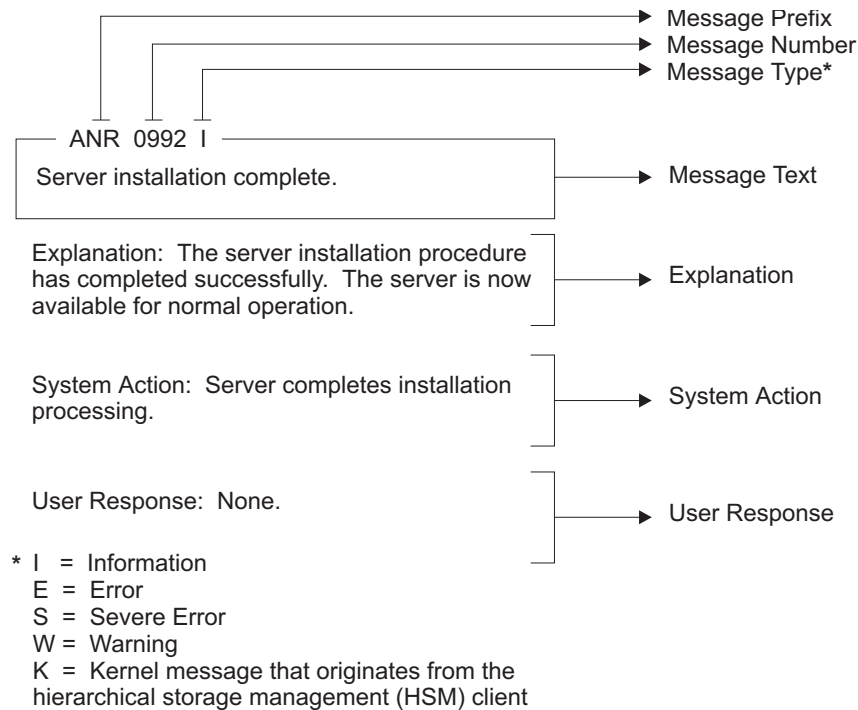 Message Prefix
Message Number
Message Type*
ANR 0992 I
Server installation complete.
Message Text
Explanation: The server installation procedure
has completed successfully. The server is now
available for normal operation.
Explanation
System Action: Server completes installation
processing.
System Action
User Response: None.
User Response
* I = Information
E = Error
S = Severe Error
W = Warning
K = Kernel message that originates from the
hierarchical storage management (HSM) client